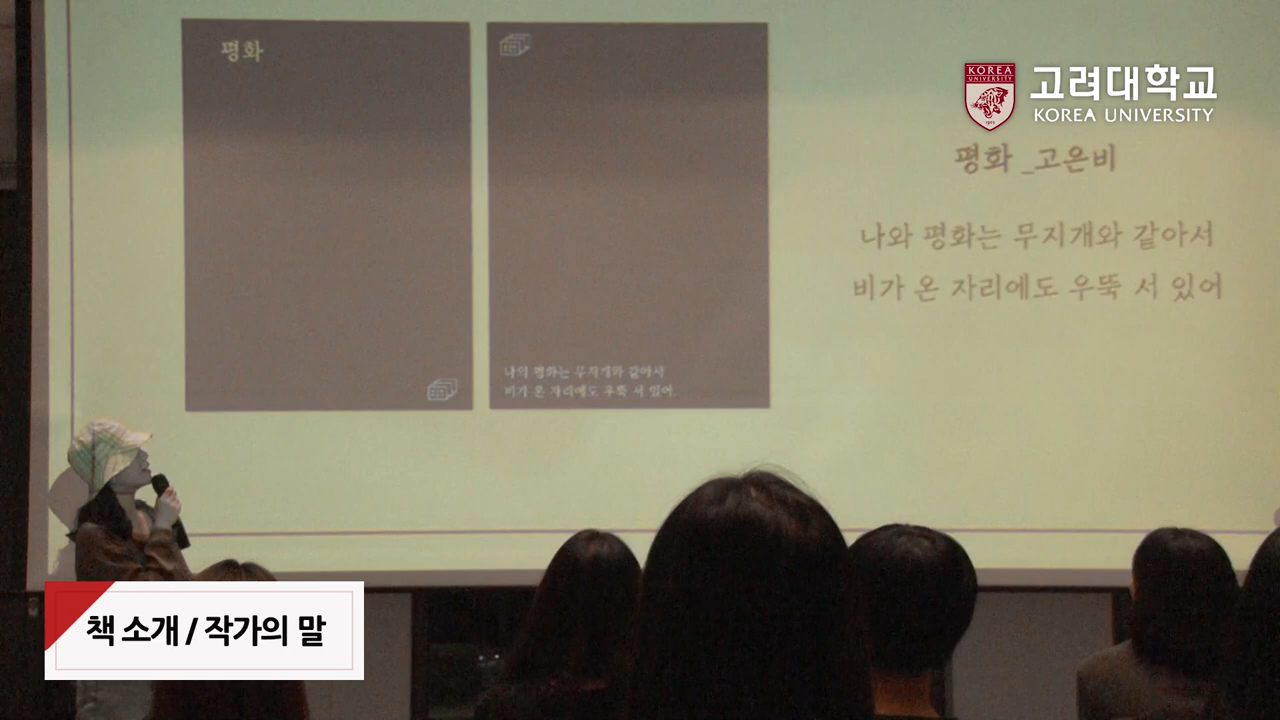 평화
나의 평화는 무지개와 같아서
비가 온 자리에도 우뚝 서 있어.
KOREA
UNIVERSITY
1905
고려대학교
KOREA UNIVERSITY
평화 _고은비
나와 평화는 무지개와 같아서
비가 온 자리에도 우뚝 서 있어
책 소개 / 작가의 말